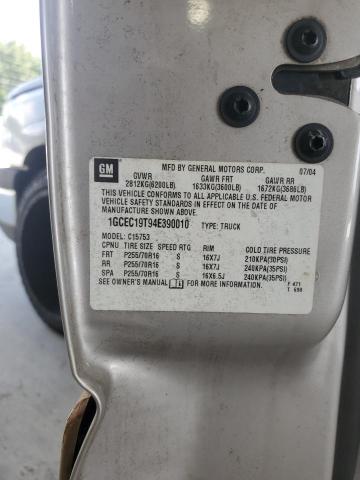 GM
MFD BY GENERAL MOTORS CORP. 07/04
GVWR GAWR FRT GAWR RR
2812KG(6200LB) 1633KG(3600LB) 1672KG(3686LB)
THIS VEHICLE CONFORMS TO ALL APPLICABLE U.S. FEDERAL MOTOR
VEHICLE SAFETY STANDARDS IN EFFECT ON THE DATE OF
MANUFACTURE SHOWN ABOVE.
1GCEC19T94E390010 TYPE: TRUCK
MODEL: C15753
CPNU TIRE SIZE SPEED RTG RIM COLD TIRE PRESSURE
FRT P255/70R16 S 16X7J 210KPA(30PSI)
RR P255/70R16 S 16X7J 240KPA(35PSI)
SPA P255/70R16 S 16X6.5J 240KPA(35PSI)
SEE OWNER'S MANUAL FOR MORE INFORMATION. F 471
T 698